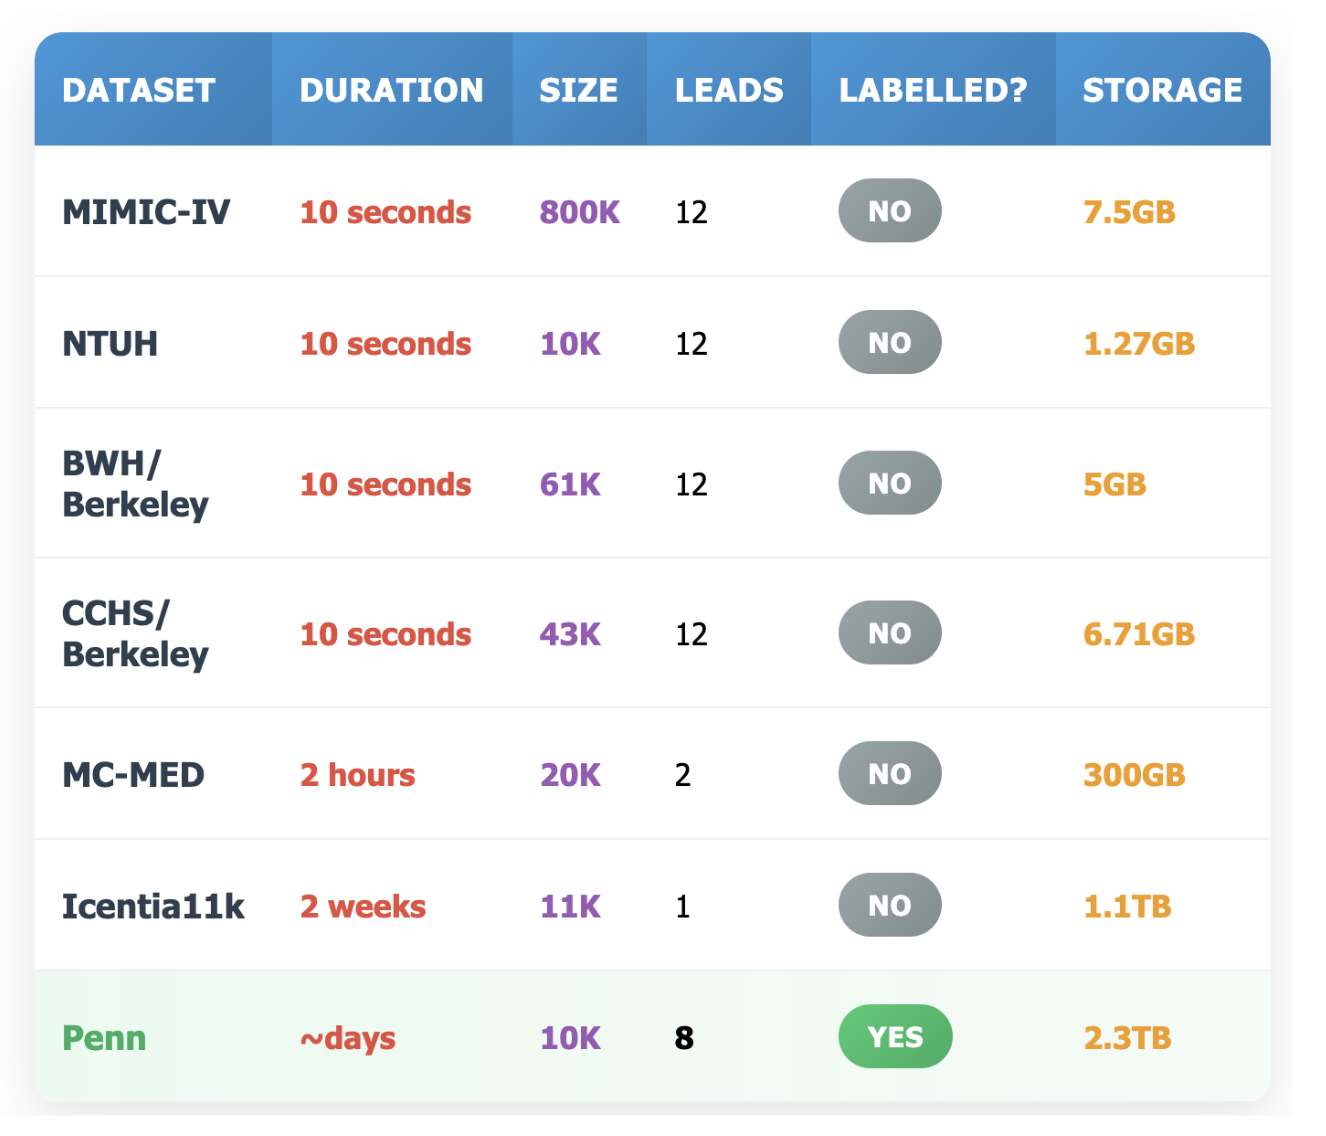 DATASET DURATION SIZE LEADS LABELLED? STORAGE
MIMIC-IV 10 seconds 800K 12 NO 7.5GB
NTUH 10 seconds 10K 12 NO 1.27GB
BWH/
Berkeley 10 seconds 61K 12 NO 5GB
CCHS/
Berkeley 10 seconds 43K 12 NO 6.71GB
MC-MED 2 hours 20K 2 NO 300GB
Icentia11k 2 weeks 11K 1 NO 1.1TB
Penn ~days 10K 8 YES 2.3TB